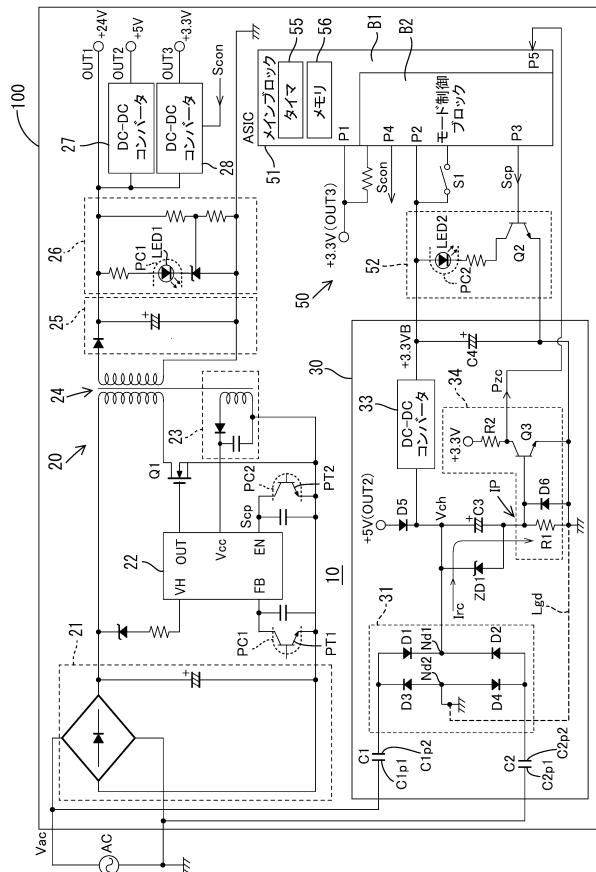 100
Vac
AC
20
21
VH
OUT
22
Vcc
FB
EN
Scp
PC1
PT1
PC2
PT2
Q1
23
24
10
25
26
PC1
LED1
OUT1
+24V
OUT2
+5V
OUT3
+3.3V
27
DC-DC
コンバータ
DC-DC
コンバータ
28
Scon
30
31
C1
C1p1
C1p2
C2
C2p1
C2p2
D3
D1
Nd2
Nd1
D4
D2
Irc
ZD1
Lgd
+5V(OUT2)
D5
Vch
C3
IP
R1
D6
33
DC-DC
コンバータ
+3.3VB
C4
34
+3.3V
R2
Pzc
Q3
50
52
LED2
PC2
Q2
+3.3V(OUT3)
Scon
S1
Scp
51
ASIC
メインブロック
タイマ
55
メモリ
56
B1
B2
P1
P4
P2
モード制御
ブロック
P3
P5